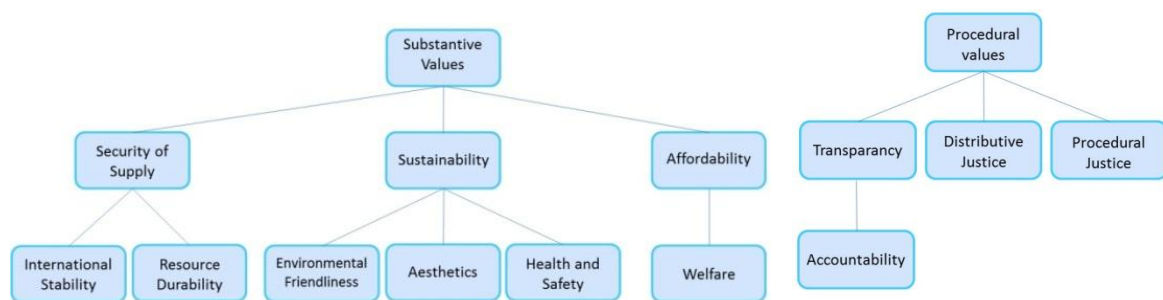 Substantive
Values
Procedural
values
Security of
Supply
Sustainability
Affordability
Transparancy
Distributive
Justice
Procedural
Justice
International
Stability
Resource
Durability
Environmental
Friendliness
Aesthetics
Health and
Safety
Welfare
Accountability